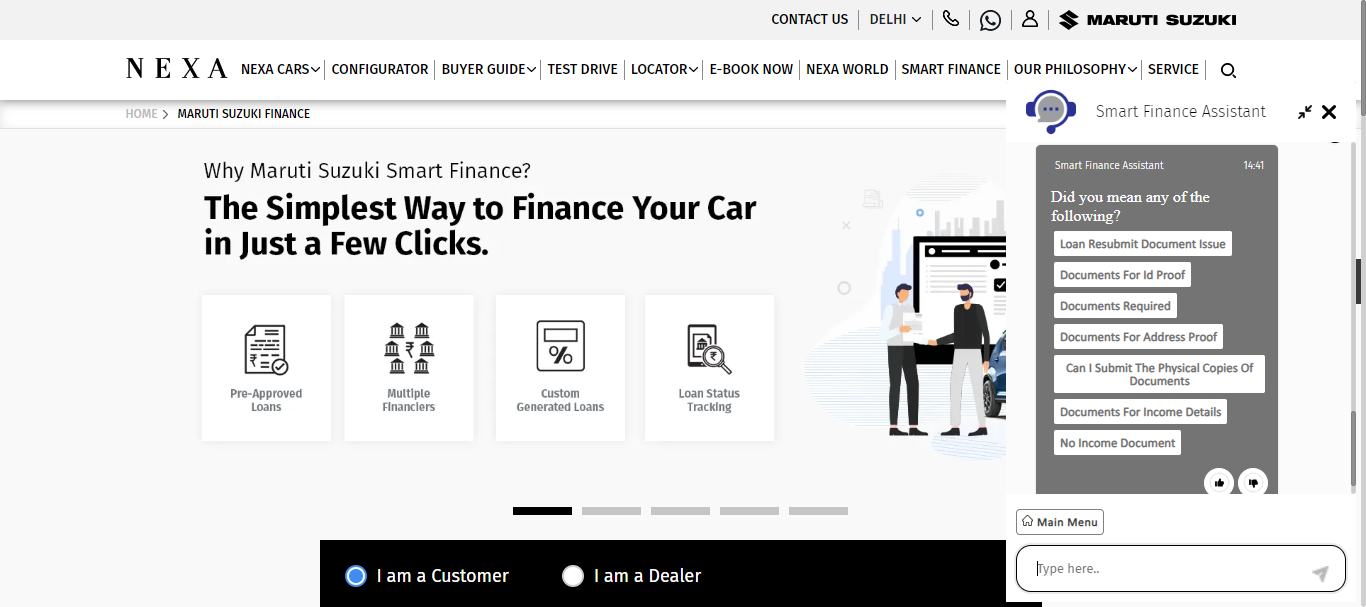 CONTACT US
DELHI
MARUTI SUZUKI
NEXA
NEXA CARS
CONFIGURATOR
BUYER GUIDE
TEST DRIVE
LOCATOR
E-BOOK NOW
NEXA WORLD
SMART FINANCE
OUR PHILOSOPHY
SERVICE
HOME
MARUTI SUZUKI FINANCE
Why Maruti Suzuki Smart Finance?
The Simplest Way to Finance Your Car
in Just a Few Clicks.
Pre-Approved
Loans
Multiple
Financiers
Custom
Generated Loans
Loan Status
Tracking
I am a Customer
I am a Dealer
Smart Finance Assistant
Smart Finance Assistant
14:41
Did you mean any of the
following?
Loan Resubmit Document Issue
Documents For Id Proof
Documents Required
Documents For Address Proof
Can I Submit The Physical Copies Of
Documents
Documents For Income Details
No Income Document
Main Menu
Type here..